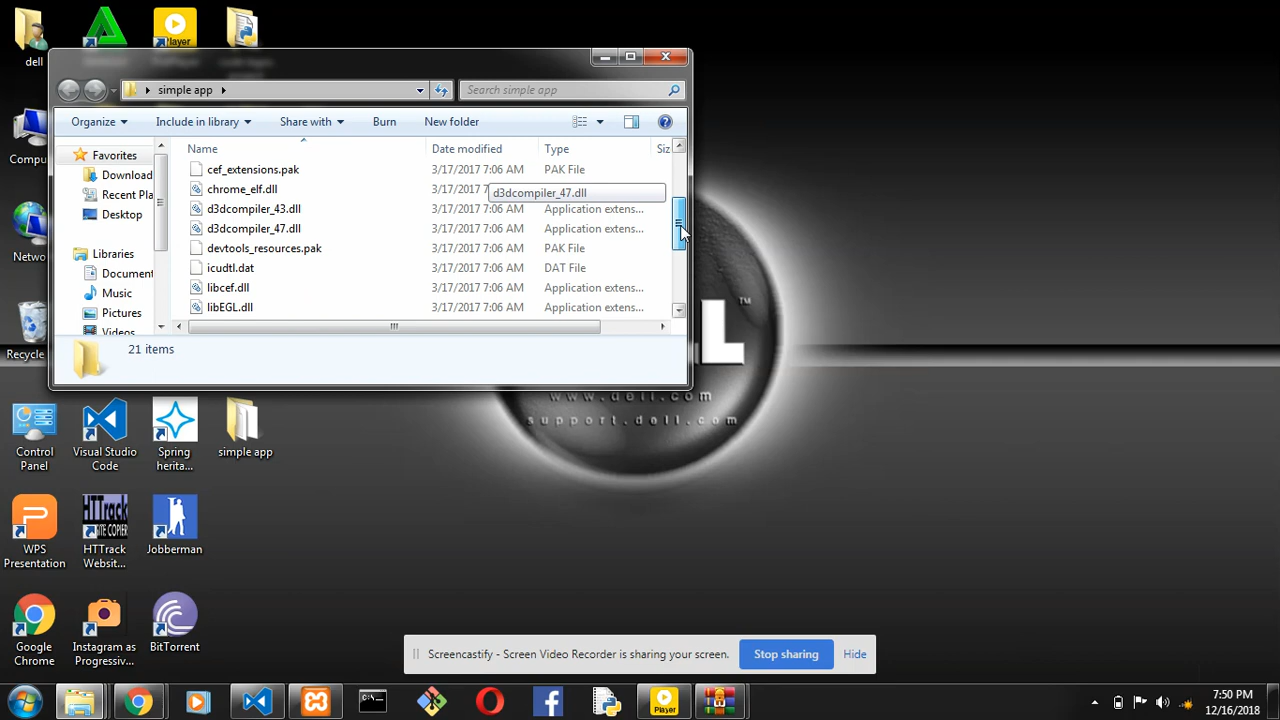 dell
Player
simple app
Search simple app
Organize
Include in library
Share with
Burn
New folder
Name
Date modified
Type
Siz
Favorites
Download
Recent Pla
Desktop
Libraries
Document
Music
Pictures
Videos
cef_extensions.pak
3/17/2017 7:06 AM
PAK File
chrome_elf.dll
3/17/2017 7
d3dcompiler_47.dll
d3dcompiler_43.dll
3/17/2017 7:06 AM
Application extens...
d3dcompiler_47.dll
3/17/2017 7:06 AM
Application extens...
devtools_resources.pak
3/17/2017 7:06 AM
PAK File
icudtl.dat
3/17/2017 7:06 AM
DAT File
libcef.dll
3/17/2017 7:06 AM
Application extens...
libEGL.dll
3/17/2017 7:06 AM
Application extens...
21 items
Compu
Netwo
Recycle
L™
www.dell.com
support.dell.com
Control
Panel
Visual Studio
Code
Spring
herita...
simple app
WPS
Presentation
HTTrack
SITE COPIER
HTTrack
Websit...
Jobberman
Google
Chrome
Instagram as
Progressiv...
BitTorrent
Screencastify - Screen Video Recorder is sharing your screen.
Stop sharing
Hide
Player
7:50 PM
12/16/2018